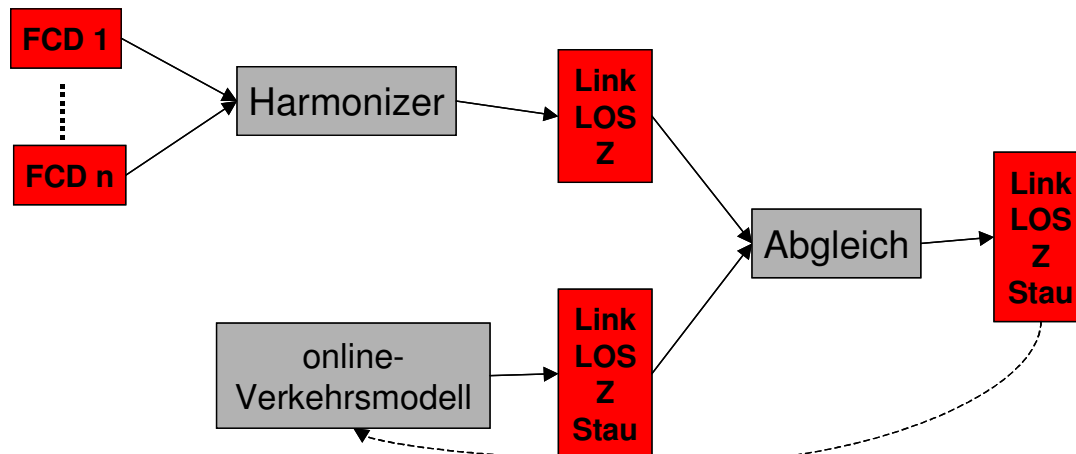 FCD 1
FCD n
Harmonizer
Link
LOS
Z
online-
Verkehrsmodell
Link
LOS
Z
Stau
Abgleich
Link
LOS
Z
Stau